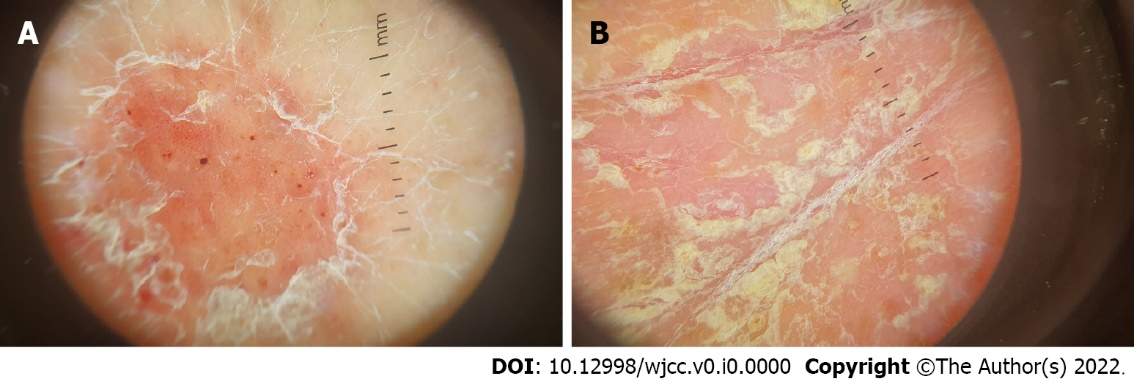 A
mm
B
DOI: 10.12998/wjcc.v0.i0.0000 Copyright ©The Author(s) 2022.